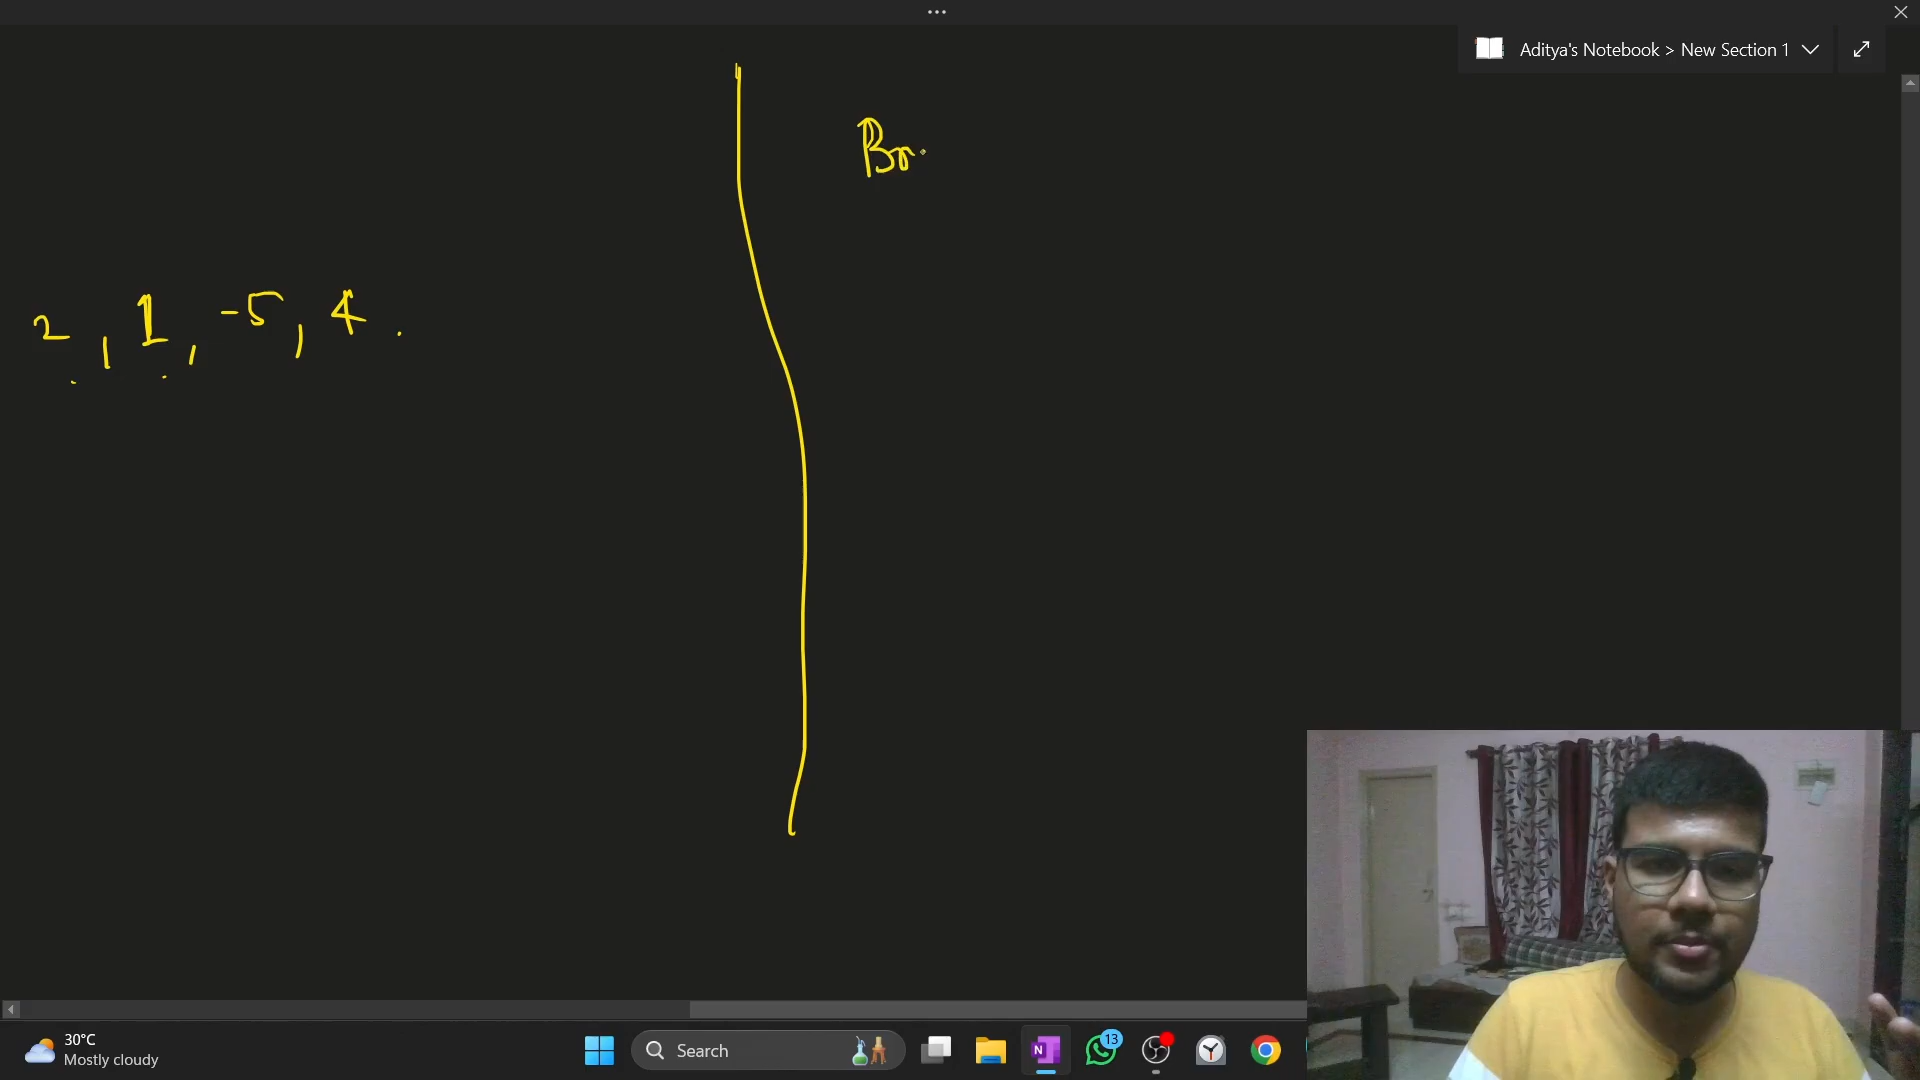 Aditya's Notebook > New Section 1
Br
2, 1, -5, 4
30°C
Mostly cloudy
Search
N
13